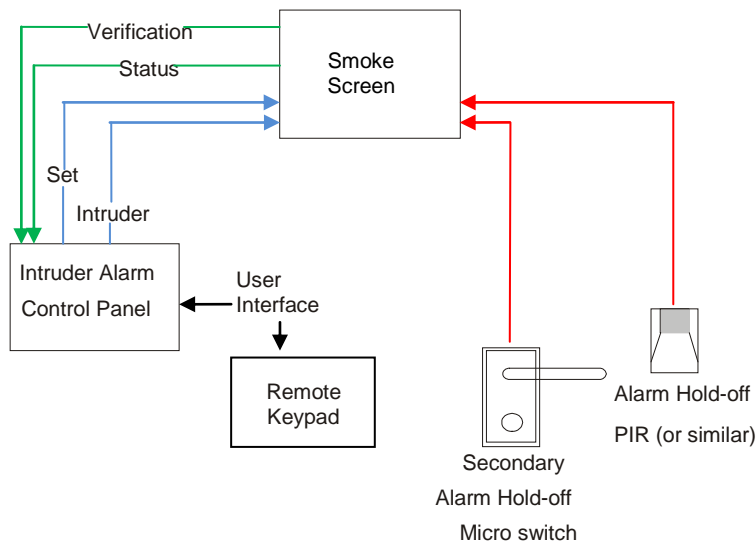 Verification
Status
Smoke
Screen
Set
Intruder
Intruder Alarm
Control Panel
User
Interface
Remote
Keypad
Alarm Hold-off
PIR (or similar)
Secondary
Alarm Hold-off
Micro switch